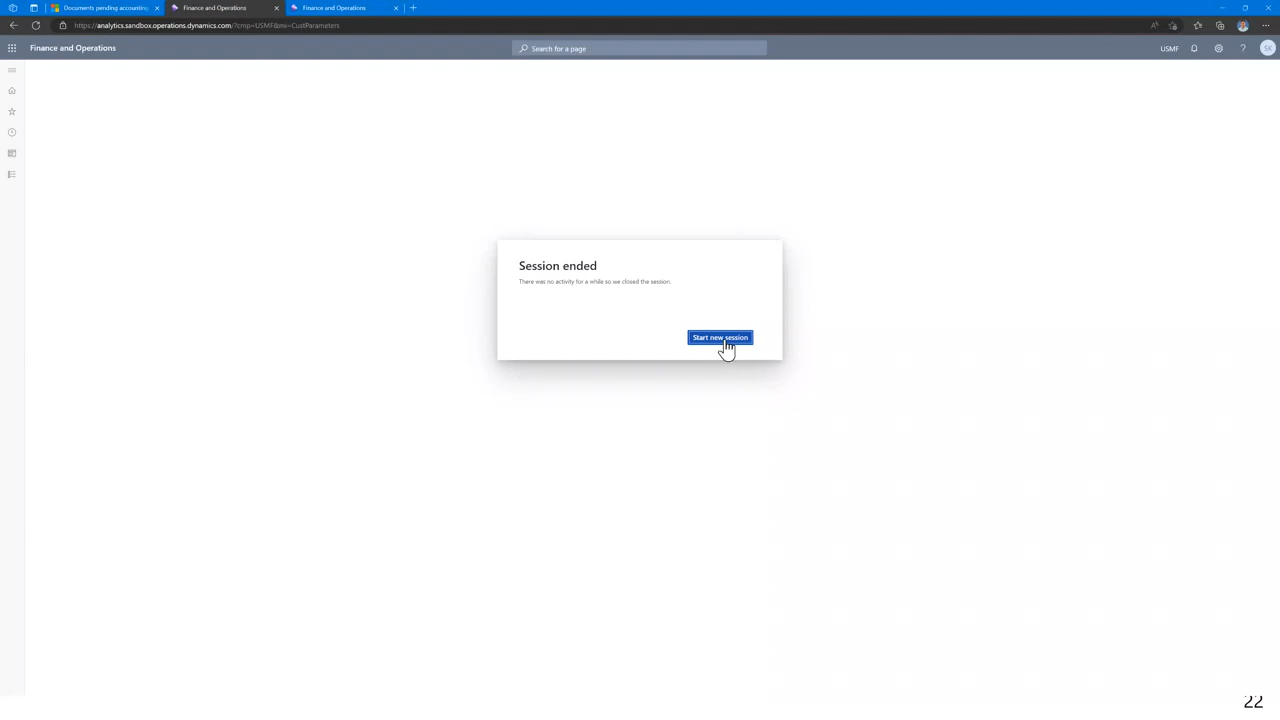 Documents pending accounting
Finance and Operations
Finance and Operations
https://analytics.sandbox.operations.dynamics.com/?cmp=USMF&mi=CustParameters
Finance and Operations
Search for a page
USMF
?
SK
Session ended
There was no activity for a while so we closed the session.
Start new session
22